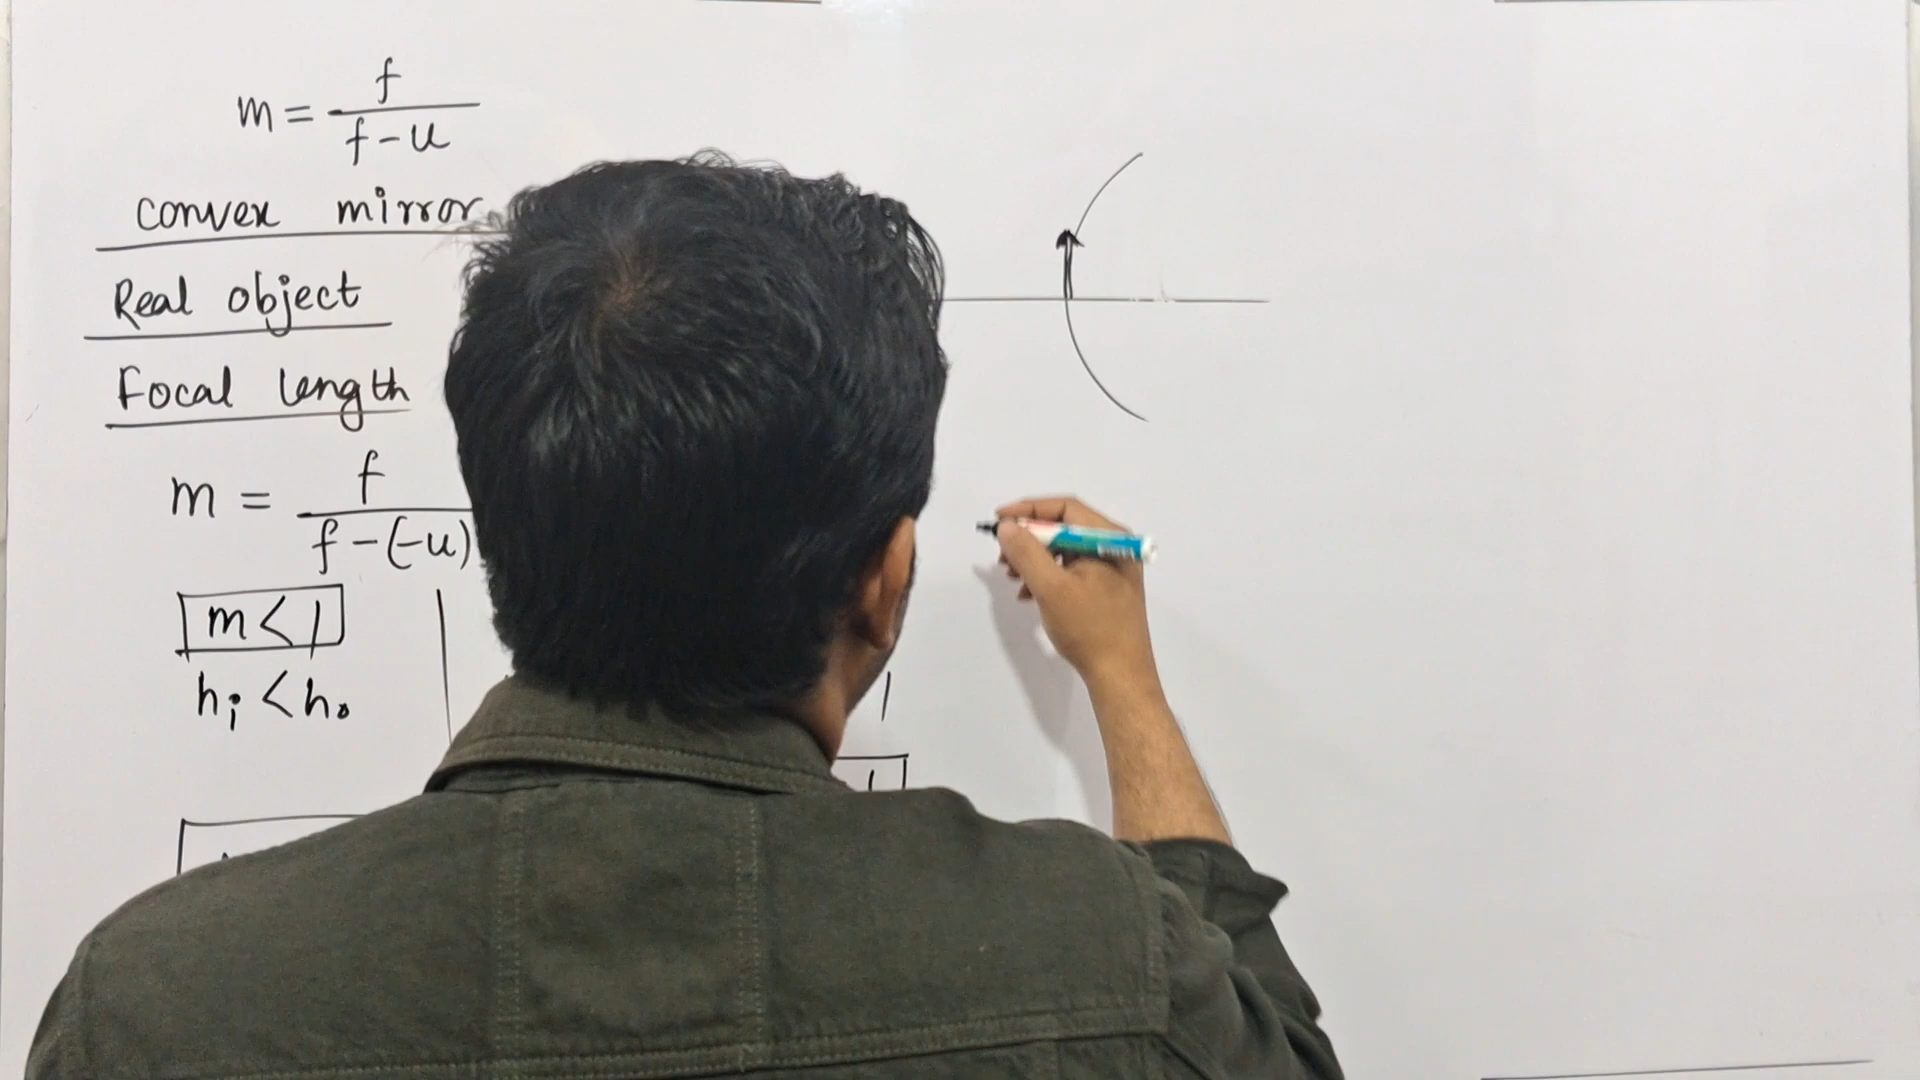 m = f / f - u
convex mirror
Real object
Focal length
m = f / f - (-u)
m < 1
hi < ho